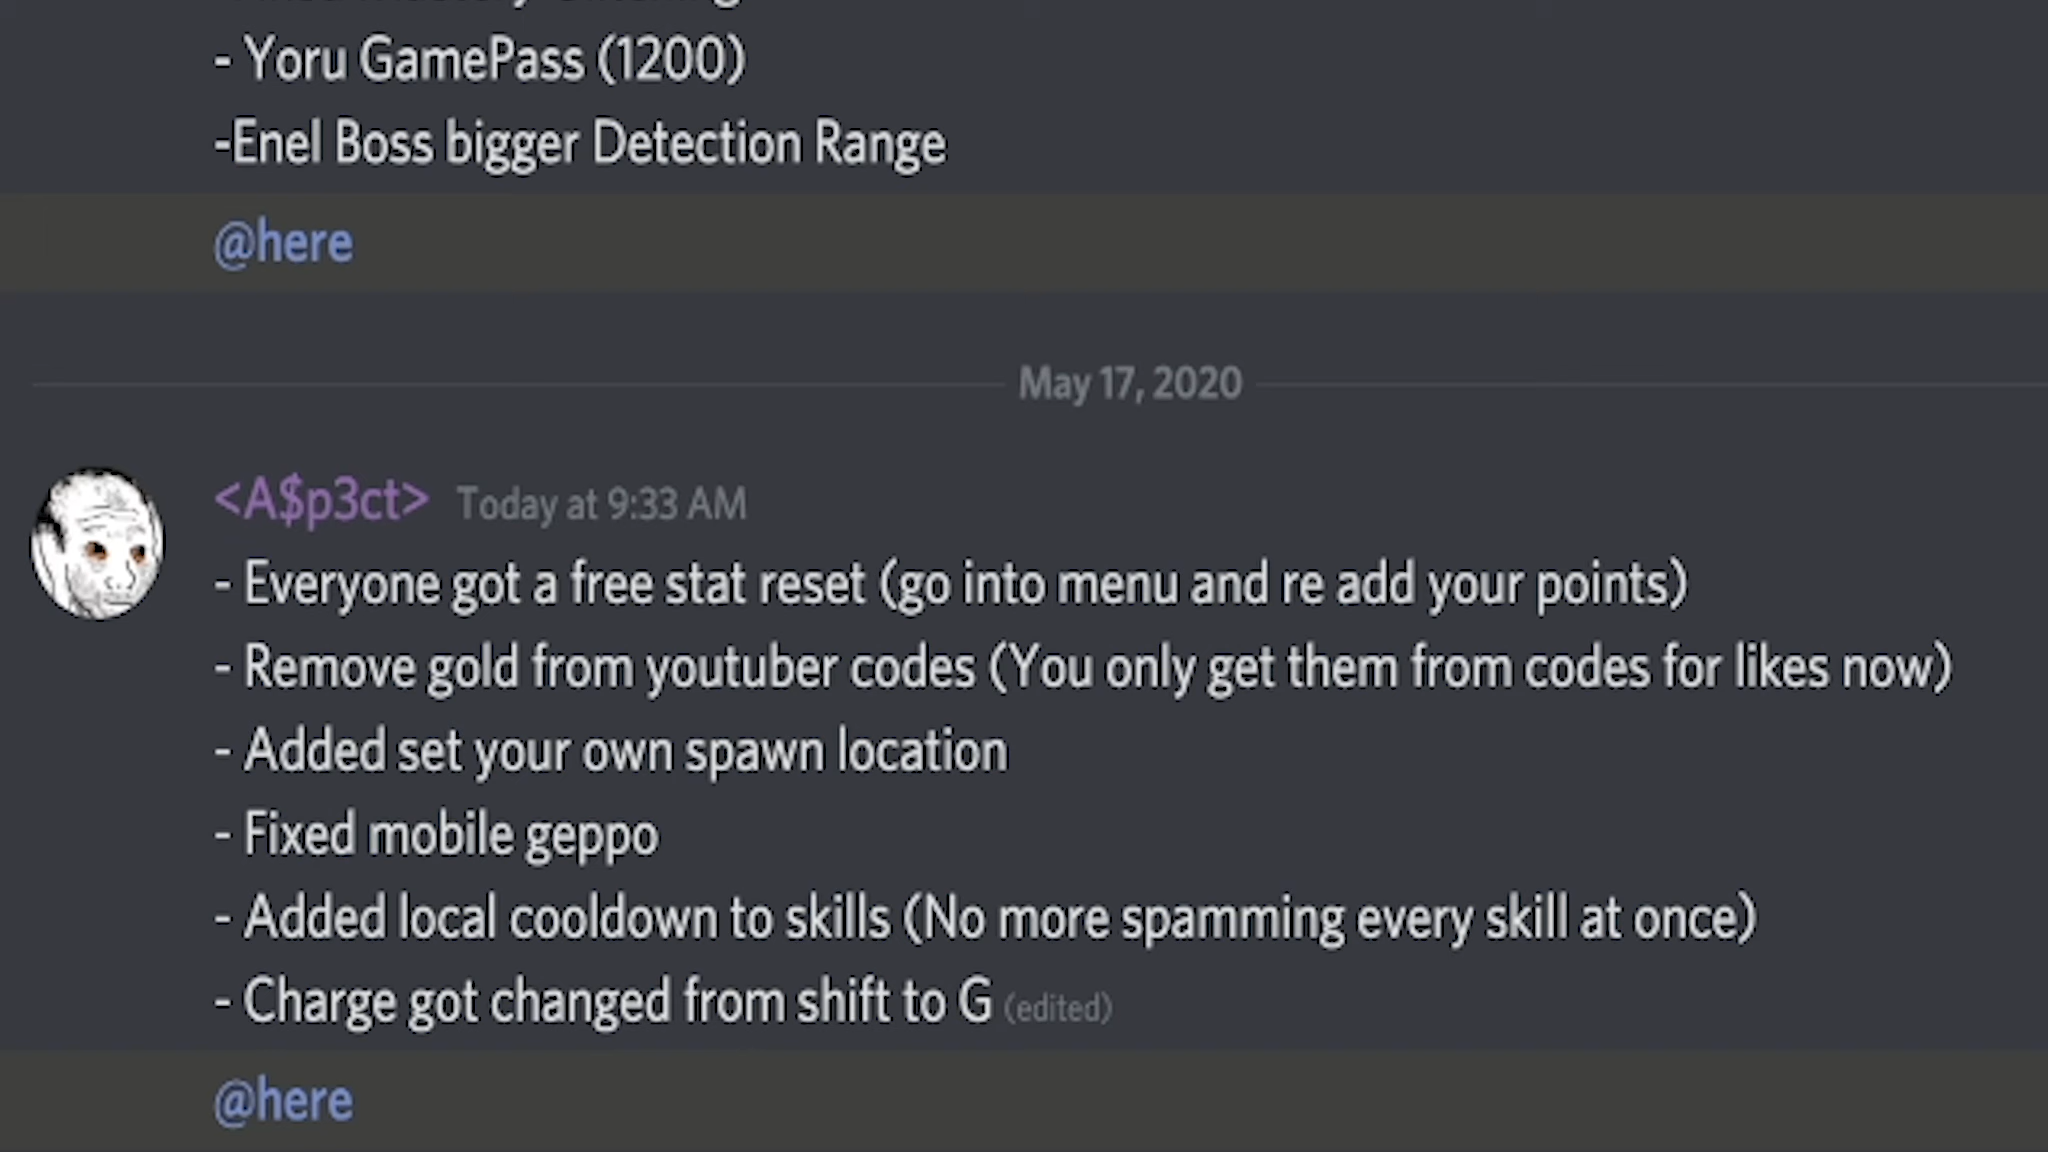 - Yoru GamePass (1200)
-Enel Boss bigger Detection Range
@here
May 17, 2020
<A$p3ct> Today at 9:33 AM
- Everyone got a free stat reset (go into menu and re add your points)
- Remove gold from youtuber codes (You only get them from codes for likes now)
- Added set your own spawn location
- Fixed mobile geppo
- Added local cooldown to skills (No more spamming every skill at once)
- Charge got changed from shift to G (edited)
@here